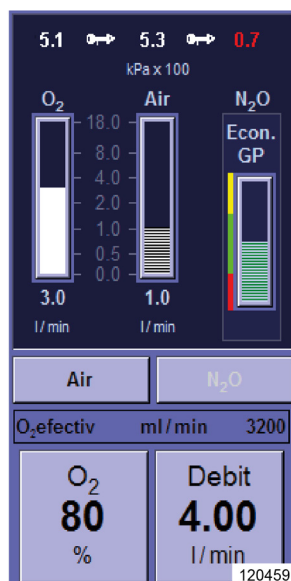 5.1 5.3 0.7
kPa x 100
O₂ Air N₂O
Econ.
GP
18.0
8.0
4.0
2.0
1.0
0.5
0.0
3.0 1.0
l/min l/min
Air N₂O
O₂efectiv ml/min 3200
O₂ Debit
80 4.00
% l/min
120459